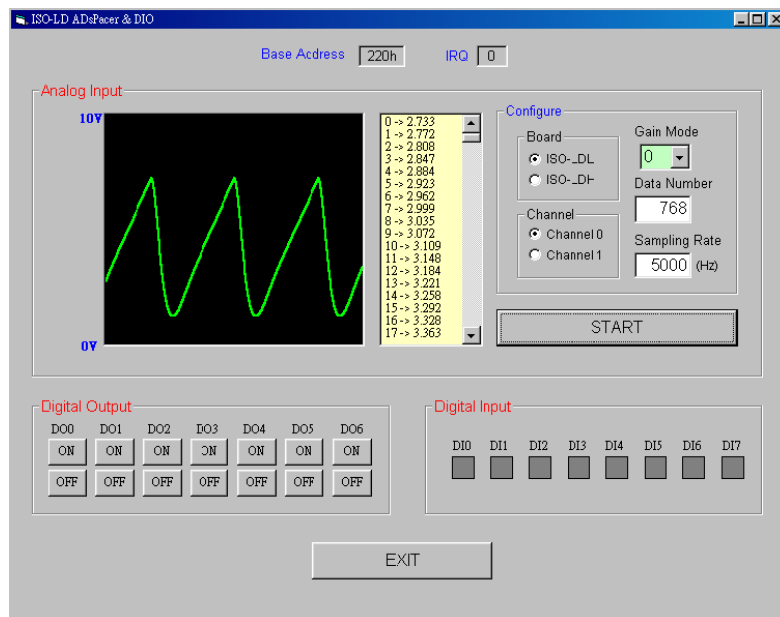 ISO-LD ADsPacer & DIO
Base Acdress 220h IRQ 0
Analog Input
10V
0V
0 -> 2.733
1 -> 2.772
2 -> 2.808
3 -> 2.847
4 -> 2.884
5 -> 2.923
6 -> 2.962
7 -> 2.999
8 -> 3.035
9 -> 3.072
10 -> 3.109
11 -> 3.148
12 -> 3.184
13 -> 3.221
14 -> 3.258
15 -> 3.292
16 -> 3.328
17 -> 3.363
Configure
Board
ISO-_DL
ISO-_DH
Channel
Channel 0
Channel 1
Gain Mode
0
Data Number
768
Sampling Rate
5000 (Hz)
START
Digital Output
DO0 DO1 DO2 DO3 DO4 DO5 DO6
ON ON ON ON ON ON ON
OFF OFF OFF OFF OFF OFF OFF
Digital Input
DI0 DI1 DI2 DI3 DI4 DI5 DI6 DI7
EXIT